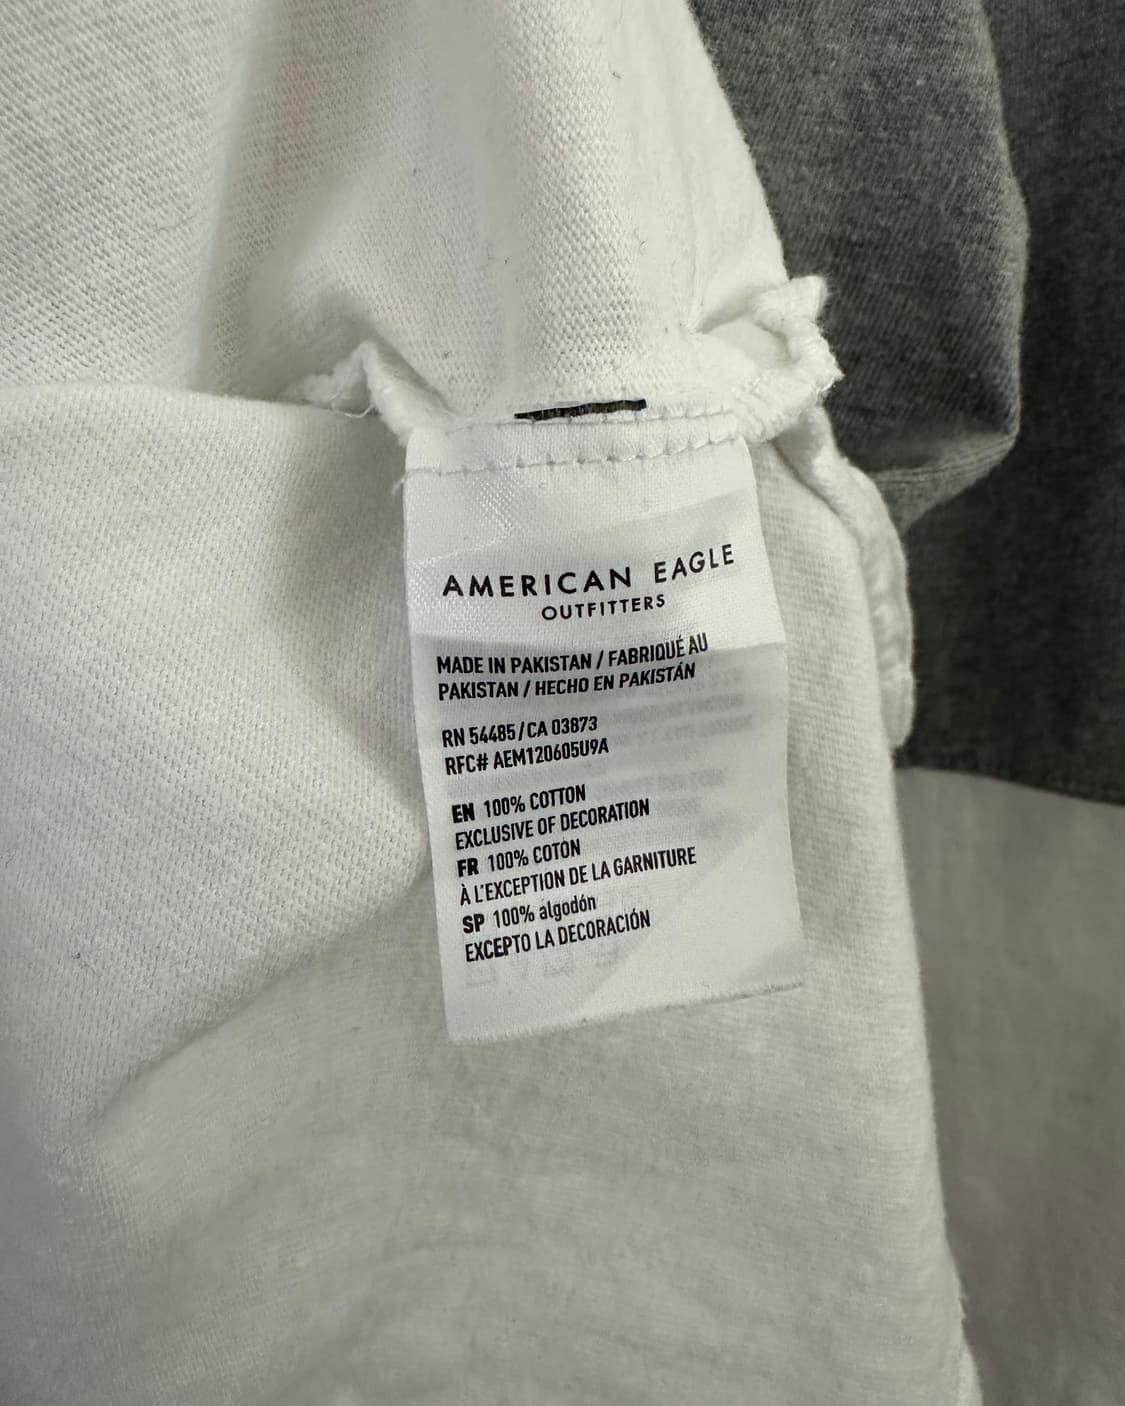 AMERICAN EAGLE
OUTFITTERS
MADE IN PAKISTAN / FABRIQUÉ AU
PAKISTAN / HECHO EN PAKISTÁN
RN 54485/CA 03873
RFC# AEM120605U9A
EN 100% COTTON
EXCLUSIVE OF DECORATION
FR 100% COTON
À L'EXCEPTION DE LA GARNITURE
SP 100% algodón
EXCEPTO LA DECORACIÓN